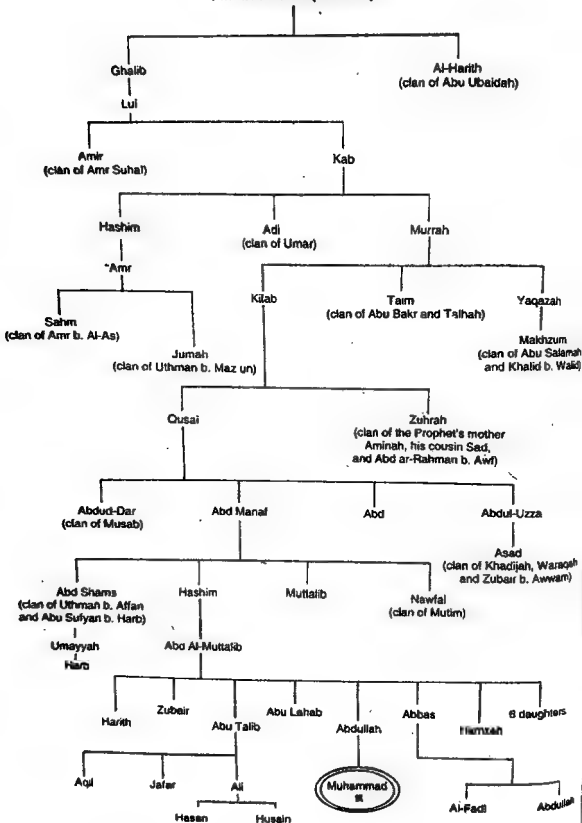 Ghalib
Al-Harith
(clan of Abu Ubaidah)
Lui
Amir
(clan of Amr Suhal)
Kab
Hashim
Adi
(clan of Umar)
Murrah
Amr
Kilab
Taim
(clan of Abu Bakr and Talhah)
Yaqazah
Sahm
(clan of Amr b. Al-As)
Makhzum
(clan of Abu Salamah
and Khalid b. Walid)
Jumah
(clan of Uthman b. Maz un)
Qusai
Zuhrah
(clan of the Prophet's mother
Aminah, his cousin Sad,
and Abd ar-Rahman b. Awf)
Abdud-Dar
(clan of Musab)
Abd Manaf
Abd
Abdul-Uzza
Asad
(clan of Khadijah, Waraqah
and Zubair b. Awwam)
Abd Shams
(clan of Uthman b. Affan
and Abu Sufyan b. Harb)
Hashim
Muttalib
Nawfal
(clan of Mutim)
Umayyah
Harb
Abd Al-Muttalib
Harith
Zubair
Abu Talib
Abu Lahab
Abdullah
Abbas
Hamzah
6 daughters
Aqil
Jafar
Ali
Muhammad
ﷺ
Al-Fadl
Abdullah
Hasan
Husain